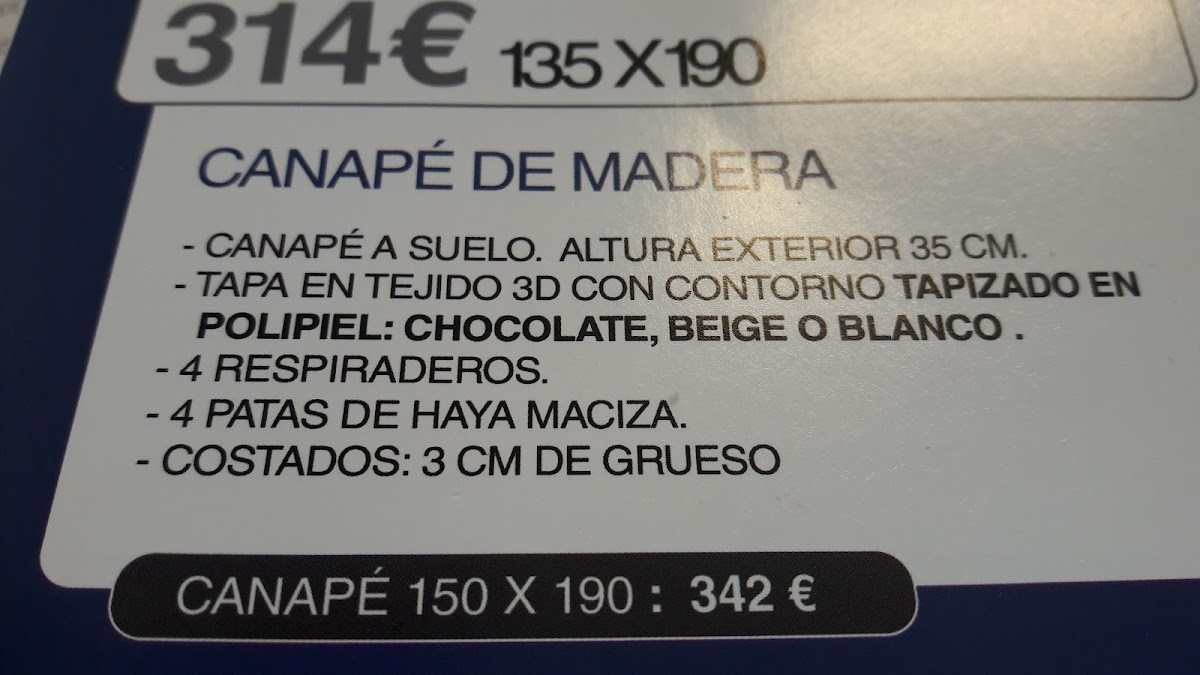 314€ 135 X 190
CANAPÉ DE MADERA
- CANAPÉ A SUELO. ALTURA EXTERIOR 35 CM.
- TAPA EN TEJIDO 3D CON CONTORNO TAPIZADO EN
POLIPIEL: CHOCOLATE, BEIGE O BLANCO .
- 4 RESPIRADEROS.
- 4 PATAS DE HAYA MACIZA.
- COSTADOS: 3 CM DE GRUESO
CANAPÉ 150 X 190 : 342 €